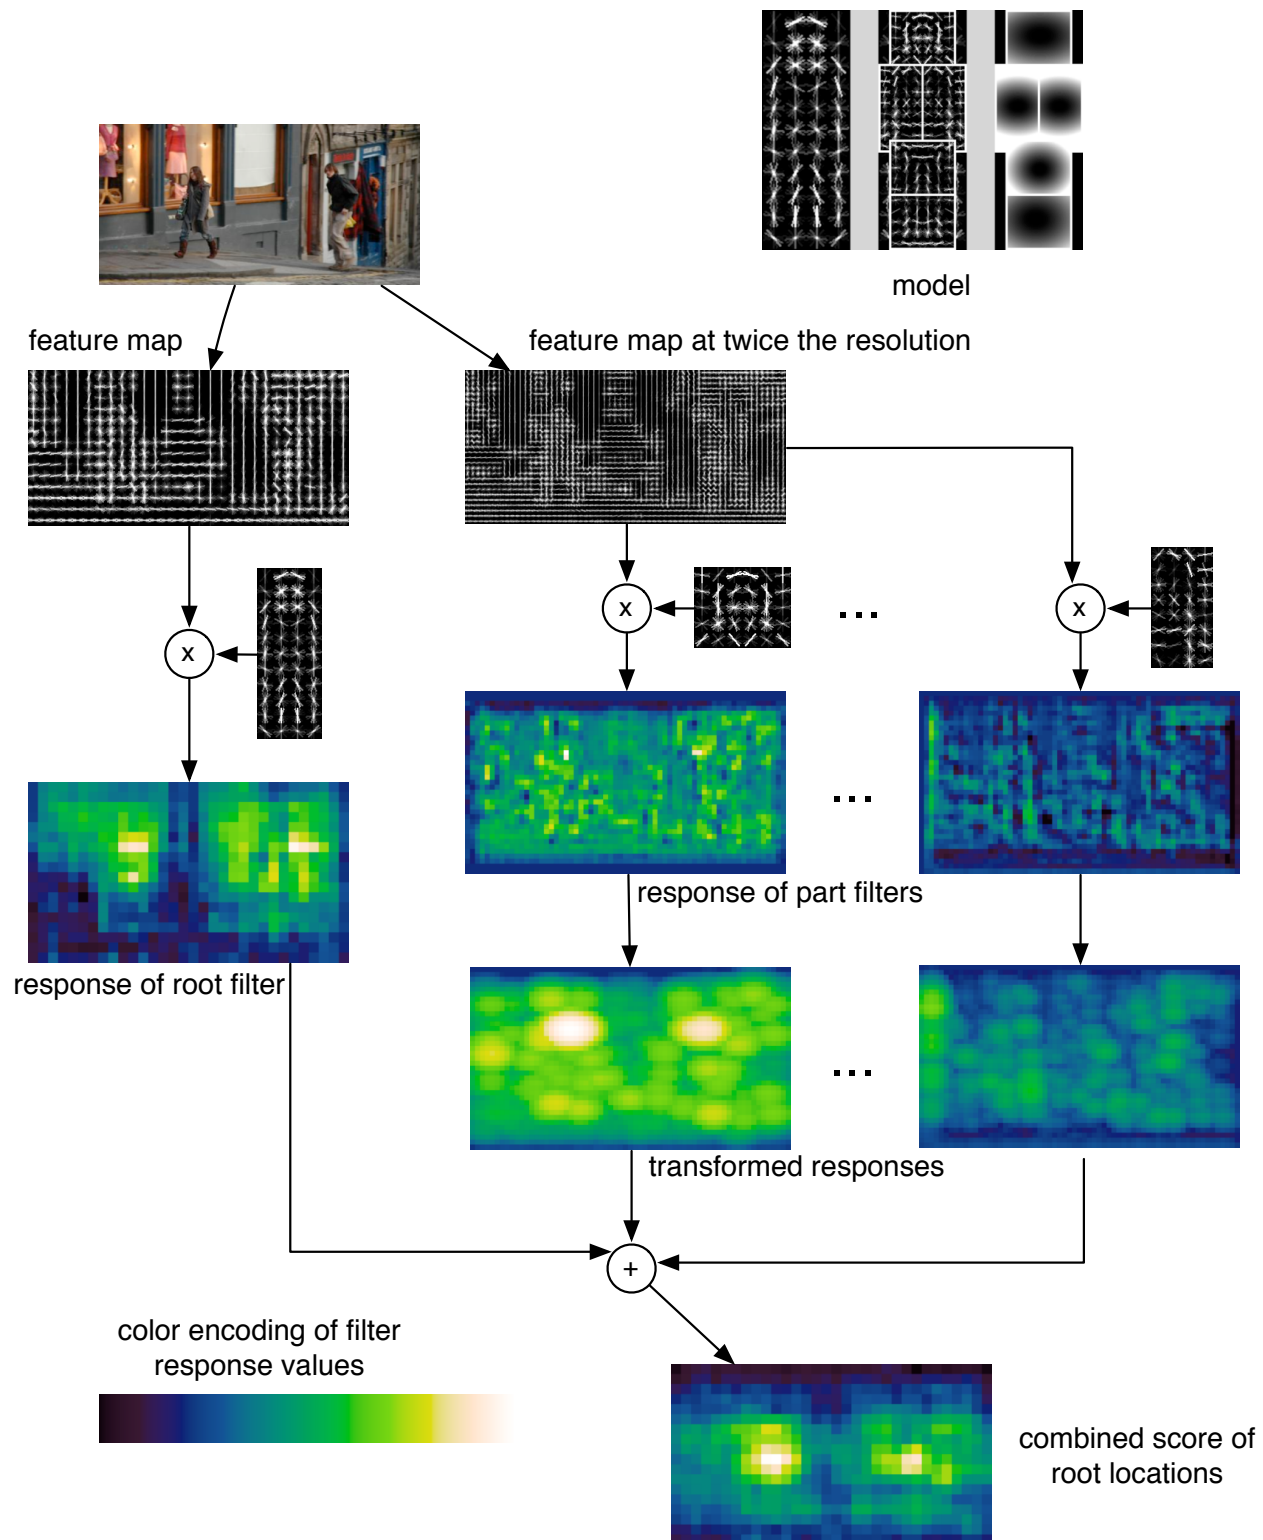 model
feature map
feature map at twice the resolution
x
x
x
...
...
response of part filters
response of root filter
...
transformed responses
+
color encoding of filter
response values
combined score of
root locations